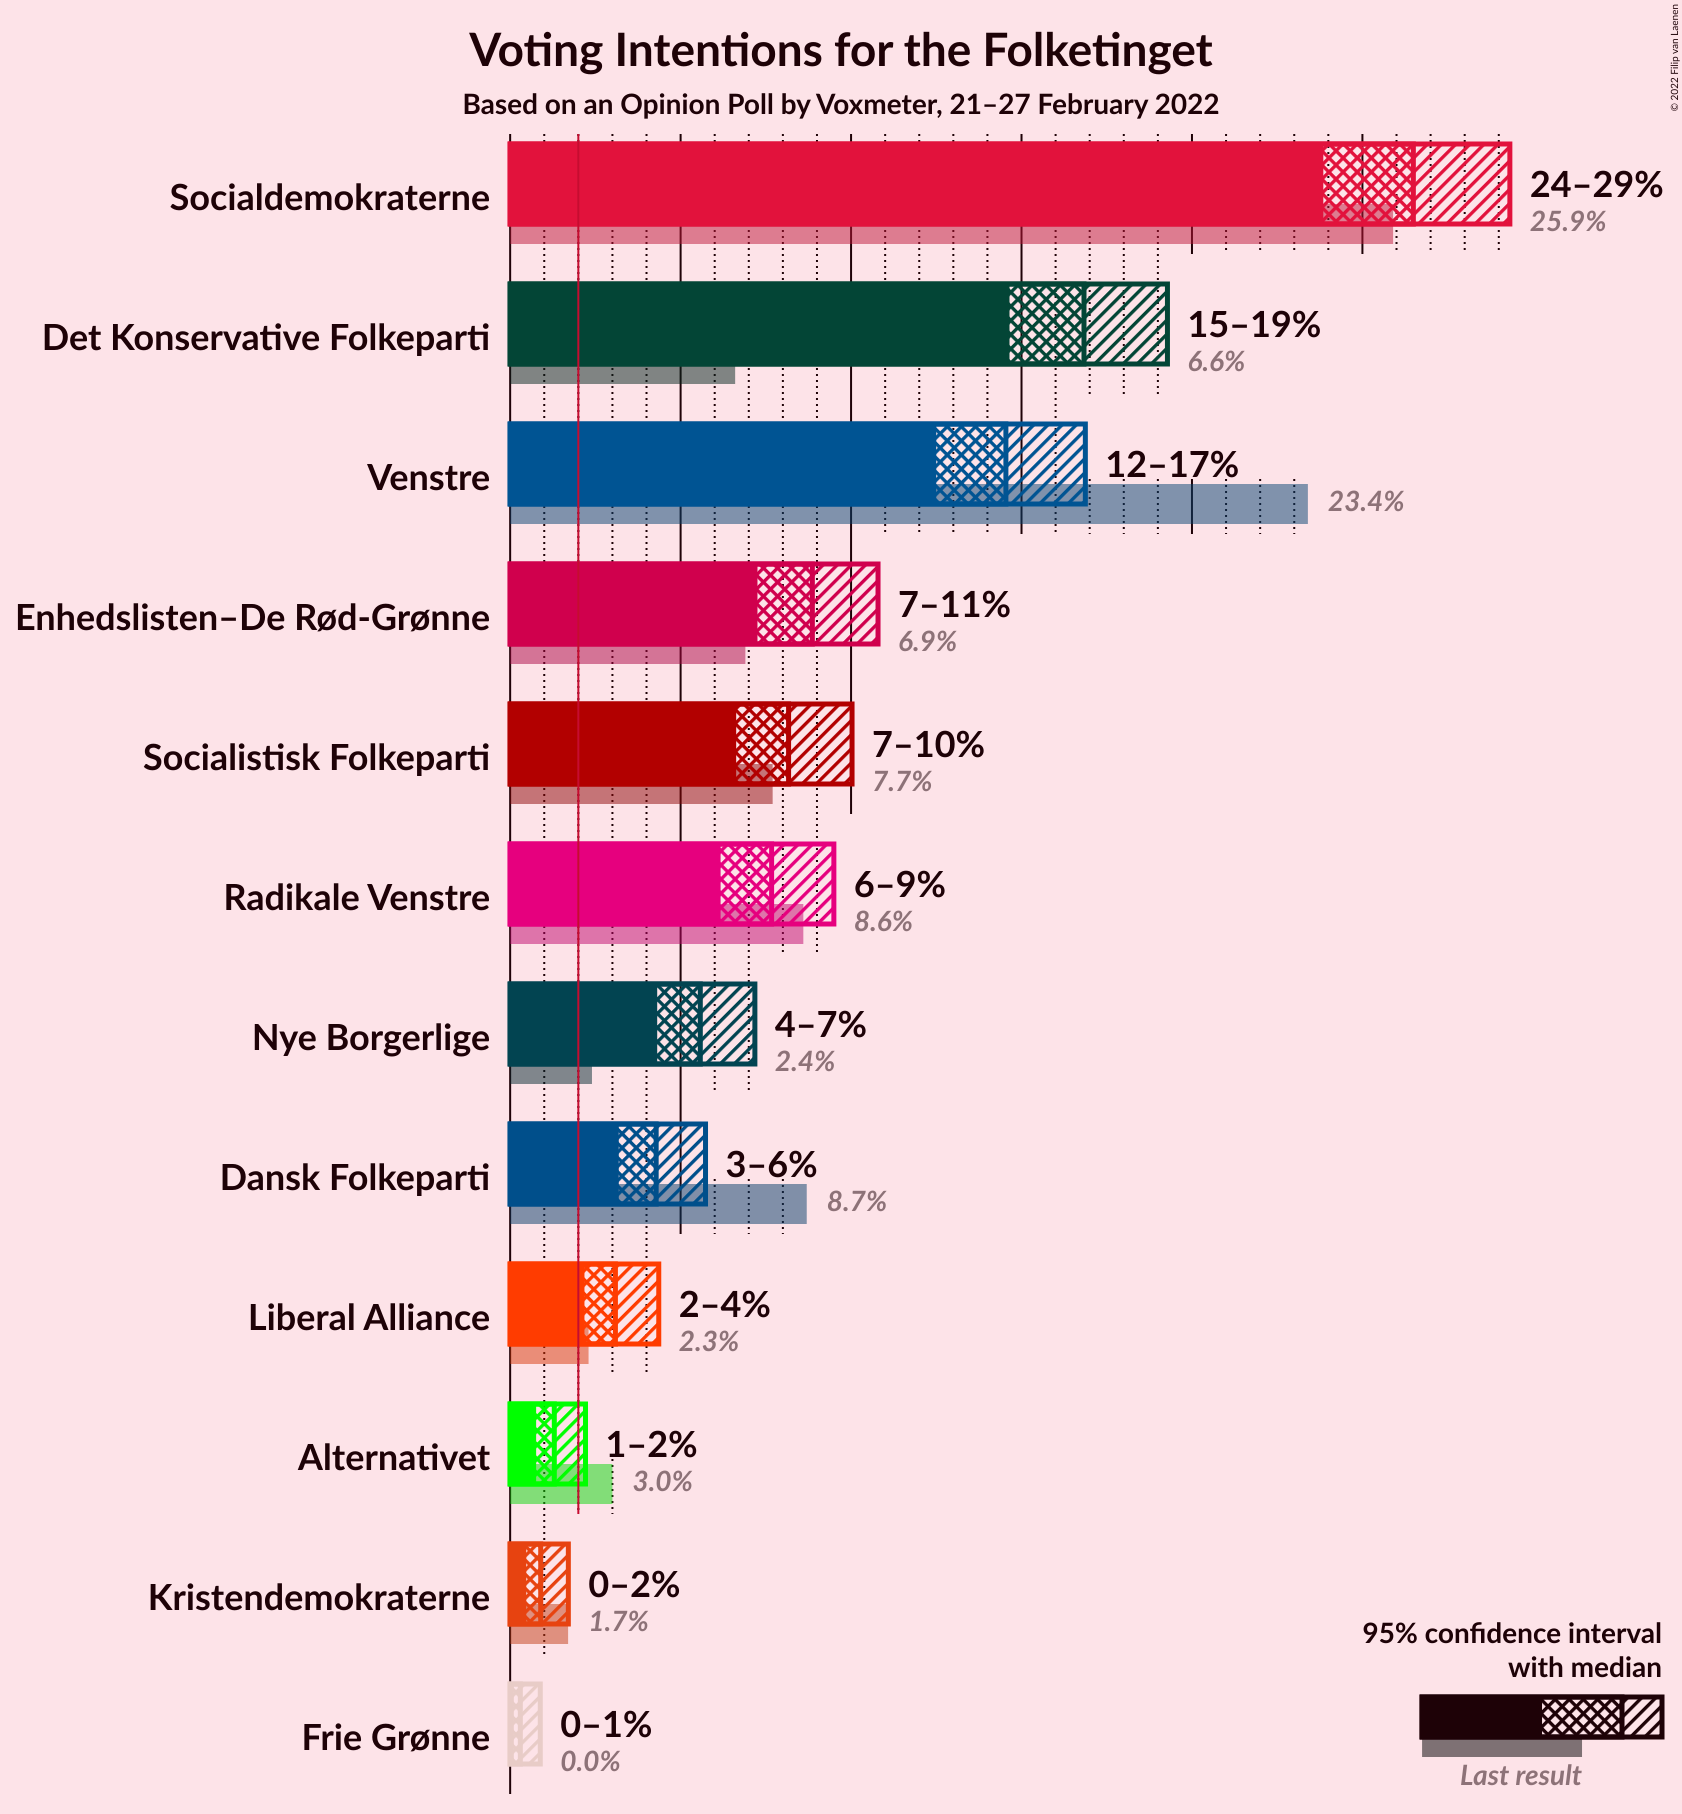 Voting Intentions for the Folketinget
Based on an Opinion Poll by Voxmeter, 21–27 February 2022
© 2022 Filip van Laenen
Socialdemokraterne
24–29%
25.9%
Det Konservative Folkeparti
15–19%
6.6%
Venstre
12–17%
23.4%
Enhedslisten–De Rød-Grønne
7–11%
6.9%
Socialistisk Folkeparti
7–10%
7.7%
Radikale Venstre
6–9%
8.6%
Nye Borgerlige
4–7%
2.4%
Dansk Folkeparti
3–6%
8.7%
Liberal Alliance
2–4%
2.3%
Alternativet
1–2%
3.0%
Kristendemokraterne
0–2%
1.7%
Frie Grønne
0–1%
0.0%
95% confidence interval
with median
Last result